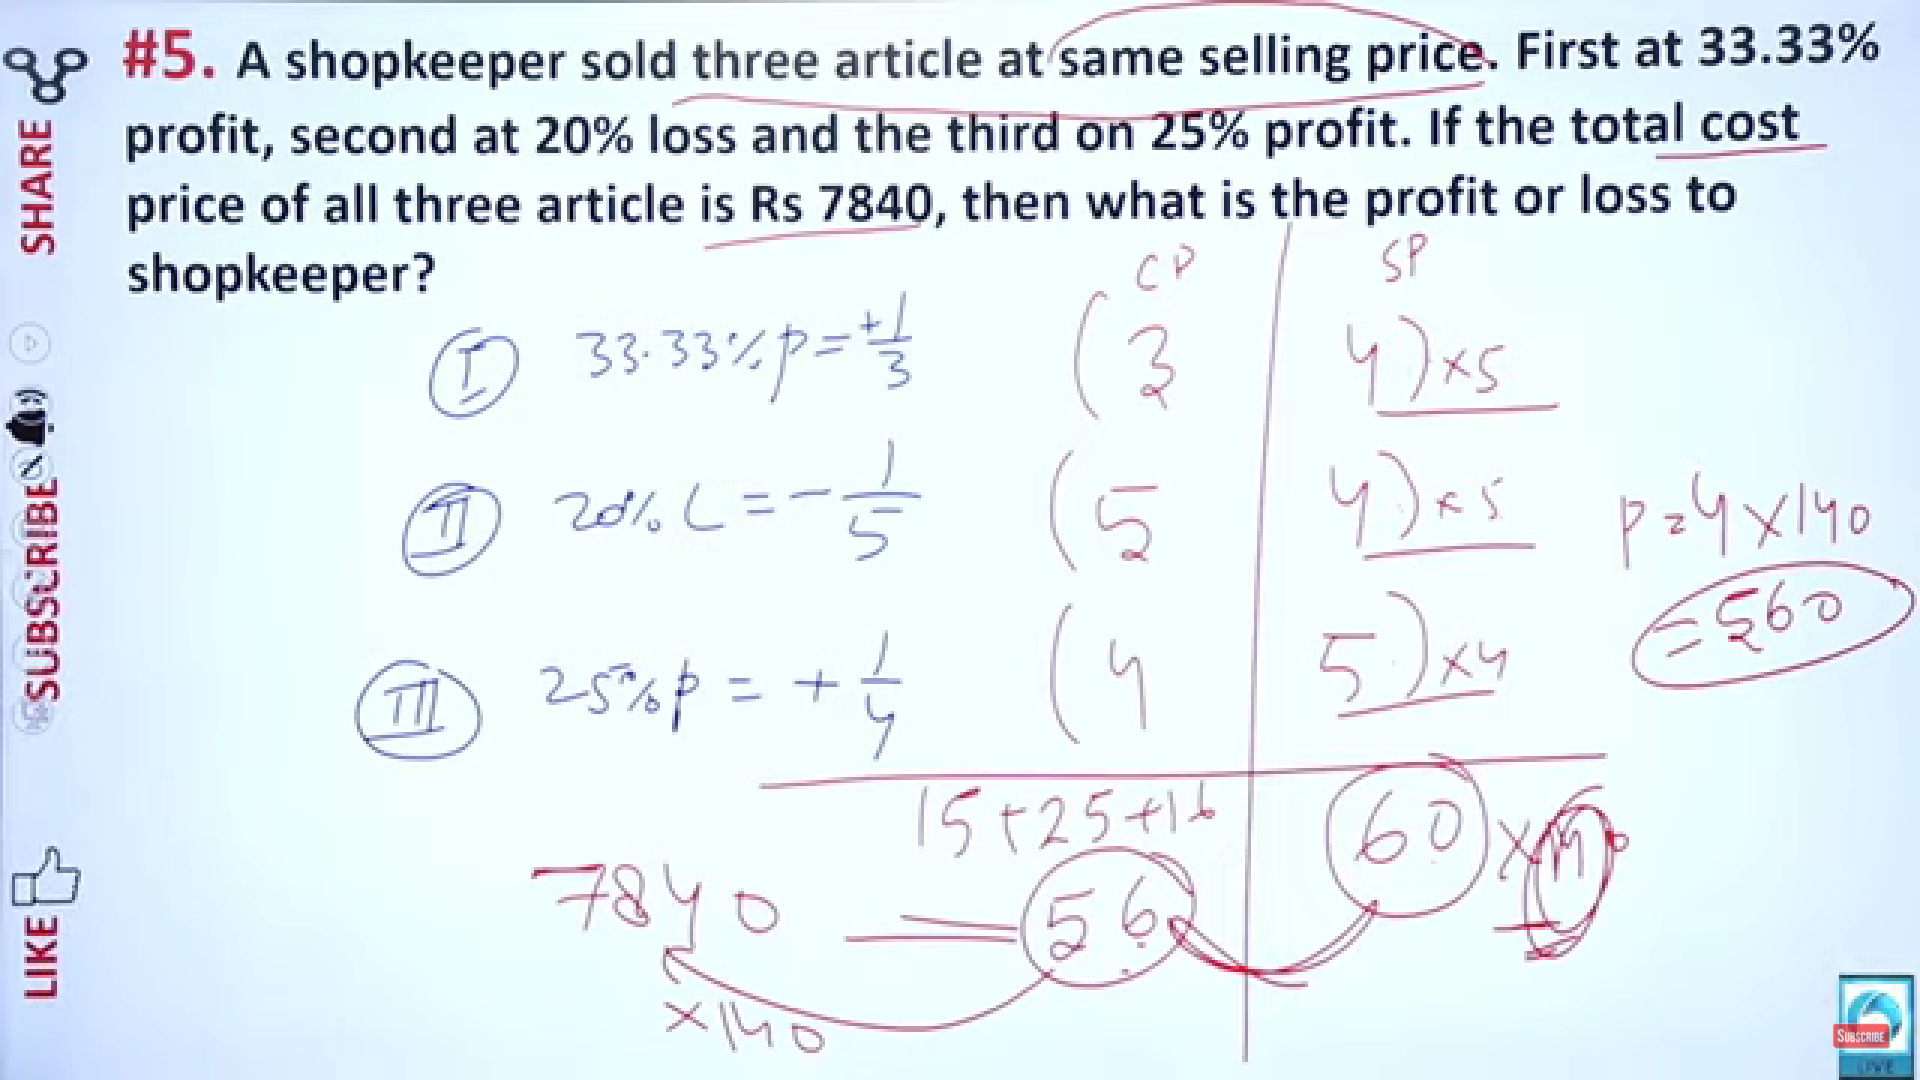 #5. A shopkeeper sold three article at same selling price. First at 33.33%
profit, second at 20% loss and the third on 25% profit. If the total cost
price of all three article is Rs 7840, then what is the profit or loss to
shopkeeper?
CP SP
I 33.33% p = +1/3 (3 4) ×5
II 20% L = -1/5 (5 4) ×5
P = 4 × 140
= 560
III 25% p = +1/4 (4 5) ×4
15+25+16 60 × 140
7840 = 56
×140
SHARE
SUBSCRIBE
LIKE
SUBSCRIBE
LIVE